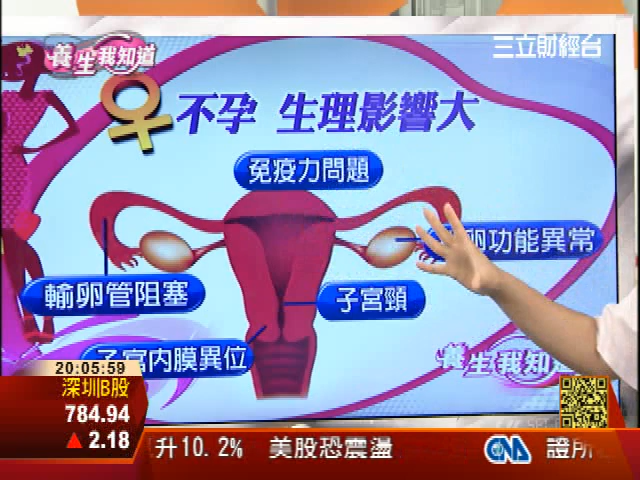 養生我知道
三立財經台
不孕 生理影響大
免疫力問題
卵功能異常
輸卵管阻塞
子宮頸
子宮內膜異位
養生我知道
20:05:59
深圳B股
784.94
▲ 2.18
升10.2% 美股恐震盪
CNA 證所